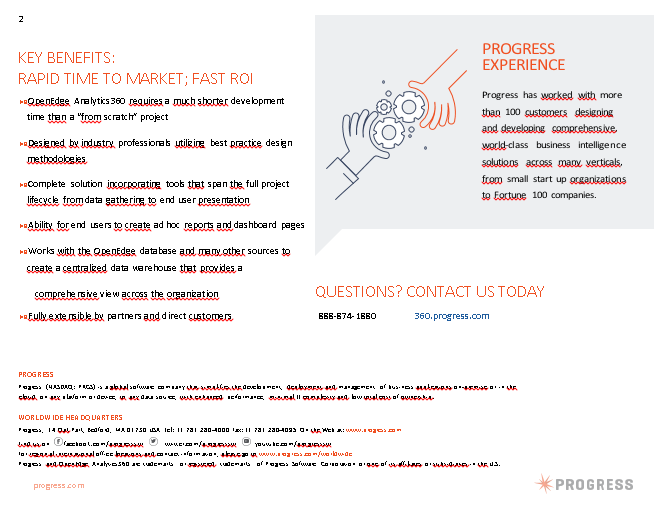 2
KEY BENEFITS:
RAPID TIME TO MARKET; FAST ROI
OpenEdge Analytics360 requires a much shorter development
time than a "from scratch" project
Designed by industry professionals utilizing best practice design
methodologies
Complete solution incorporating tools that span the full project
lifecycle from data gathering to end user presentation
Ability for end users to create ad hoc reports and dashboard pages
Works with the OpenEdge database and many other sources to
create a centralized data warehouse that provides a
comprehensive view across the organization
Fully extensible by partners and direct customers
PROGRESS
EXPERIENCE
Progress has worked with more
than 100 customers designing
and developing comprehensive,
world-class business intelligence
solutions across many verticals,
from small start up organizations
to Fortune 100 companies.
QUESTIONS? CONTACT US TODAY
888-874-1880 360.progress.com
PROGRESS
Progress (NASDAQ: PRGS) is a global software company that simplifies the development, deployment and management of business applications on-premise or in the
cloud, on any platform or device, to any data source, with enhanced performance, minimal IT complexity and low total cost of ownership.
WORLDWIDE HEADQUARTERS
Progress, 14 Oak Park, Bedford, MA 01730 USA Tel: +1 781 280-4000 Fax: +1 781 280-4095 On the Web at: www.progress.com
Find us on facebook.com/progresssw twitter.com/progresssw youtube.com/progresssw
For regional international office locations and contact information, please go to www.progress.com/worldwide
Progress and OpenEdge Analytics360 are trademarks or registered trademarks of Progress Software Corporation or one of its affiliates or subsidiaries in the U.S.
progress.com
PROGRESS